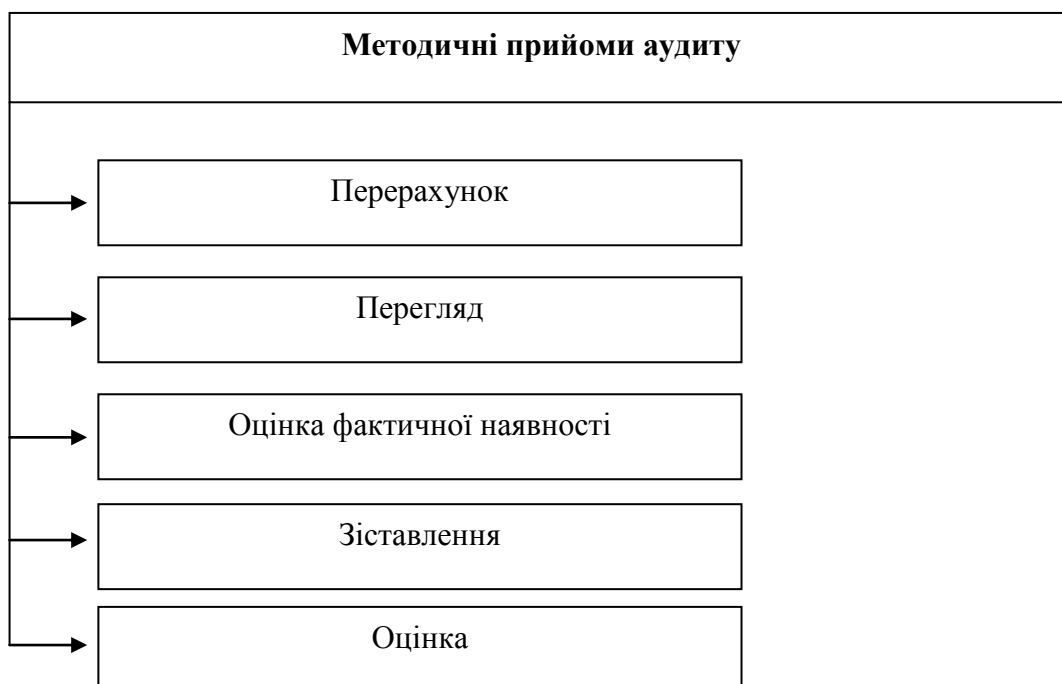 Методичні прийоми аудиту
Перерахунок
Перегляд
Оцінка фактичної наявності
Зіставлення
Оцінка